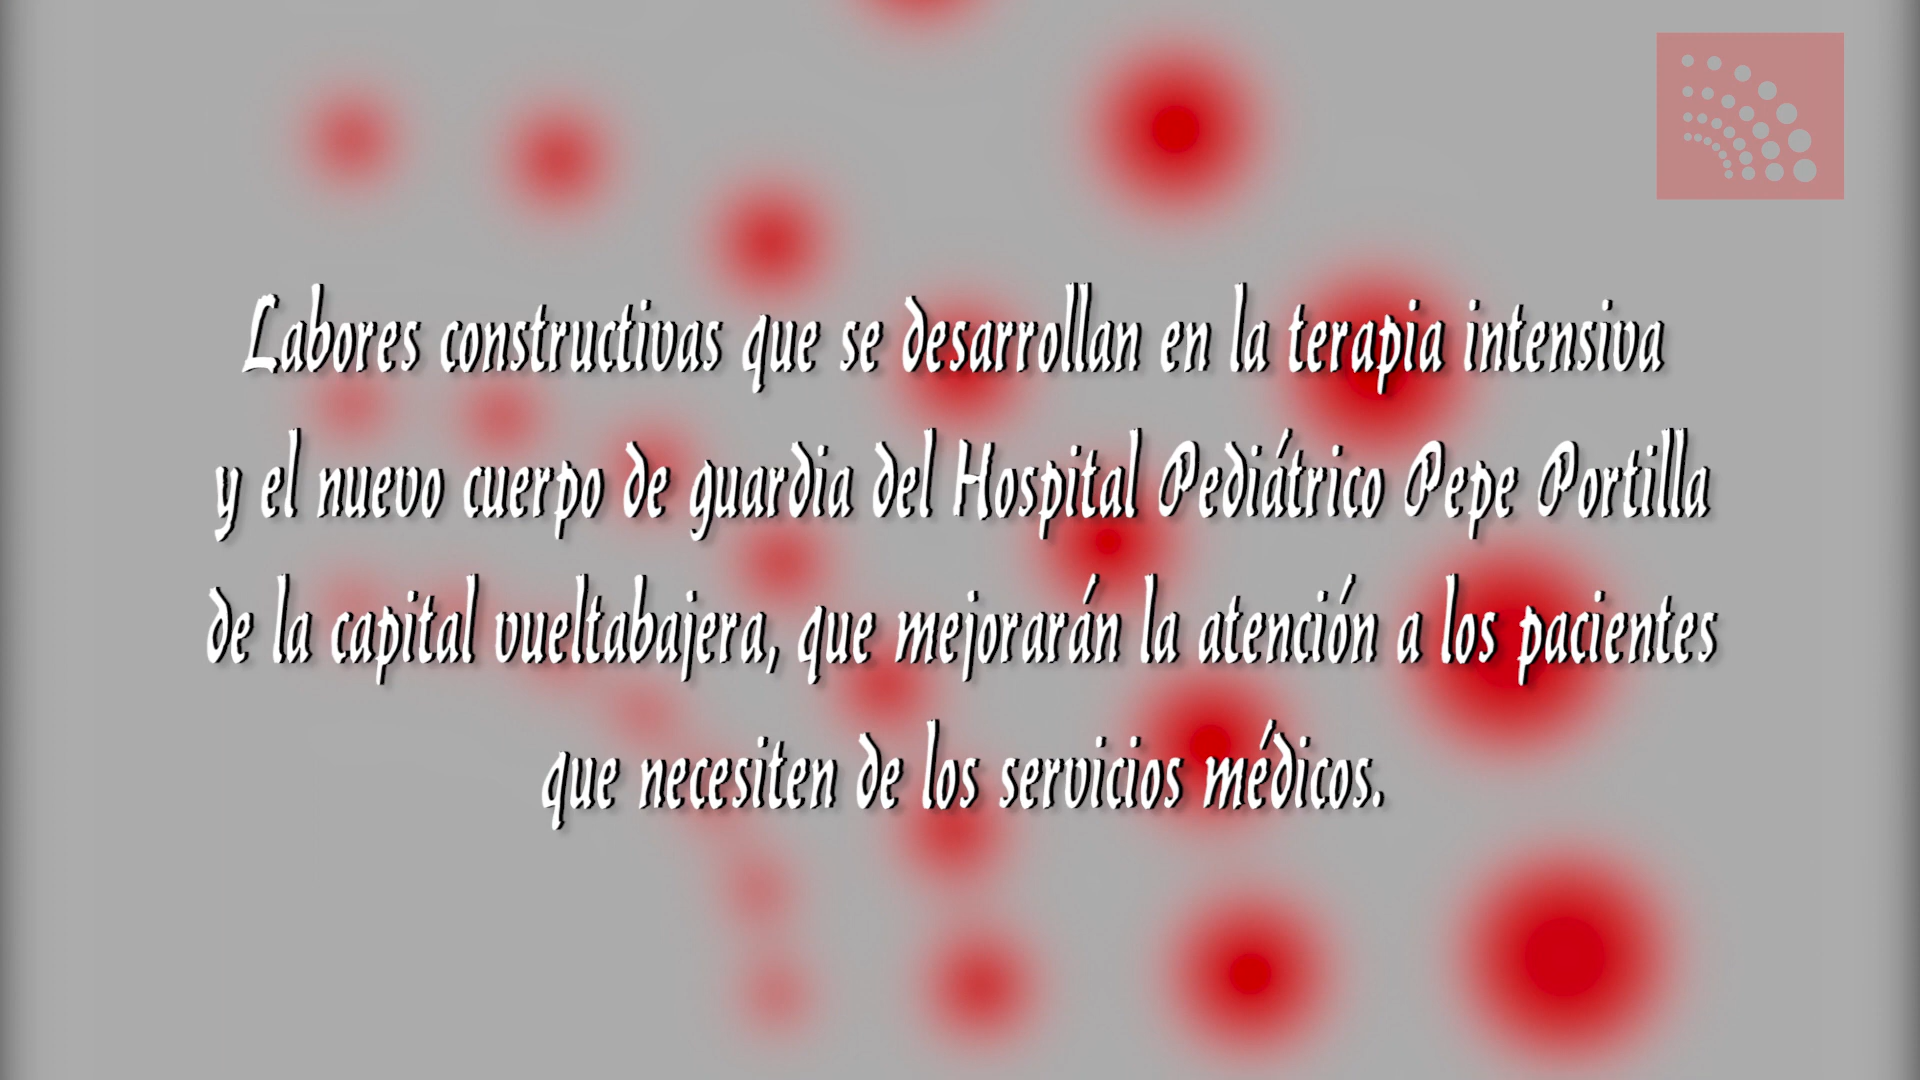 Labores constructivas que se desarrollan en la terapia intensiva
y el nuevo cuerpo de guardia del Hospital Pediátrico Pepe Portilla
de la capital vueltabajera, que mejorarán la atención a los pacientes
que necesiten de los servicios médicos.